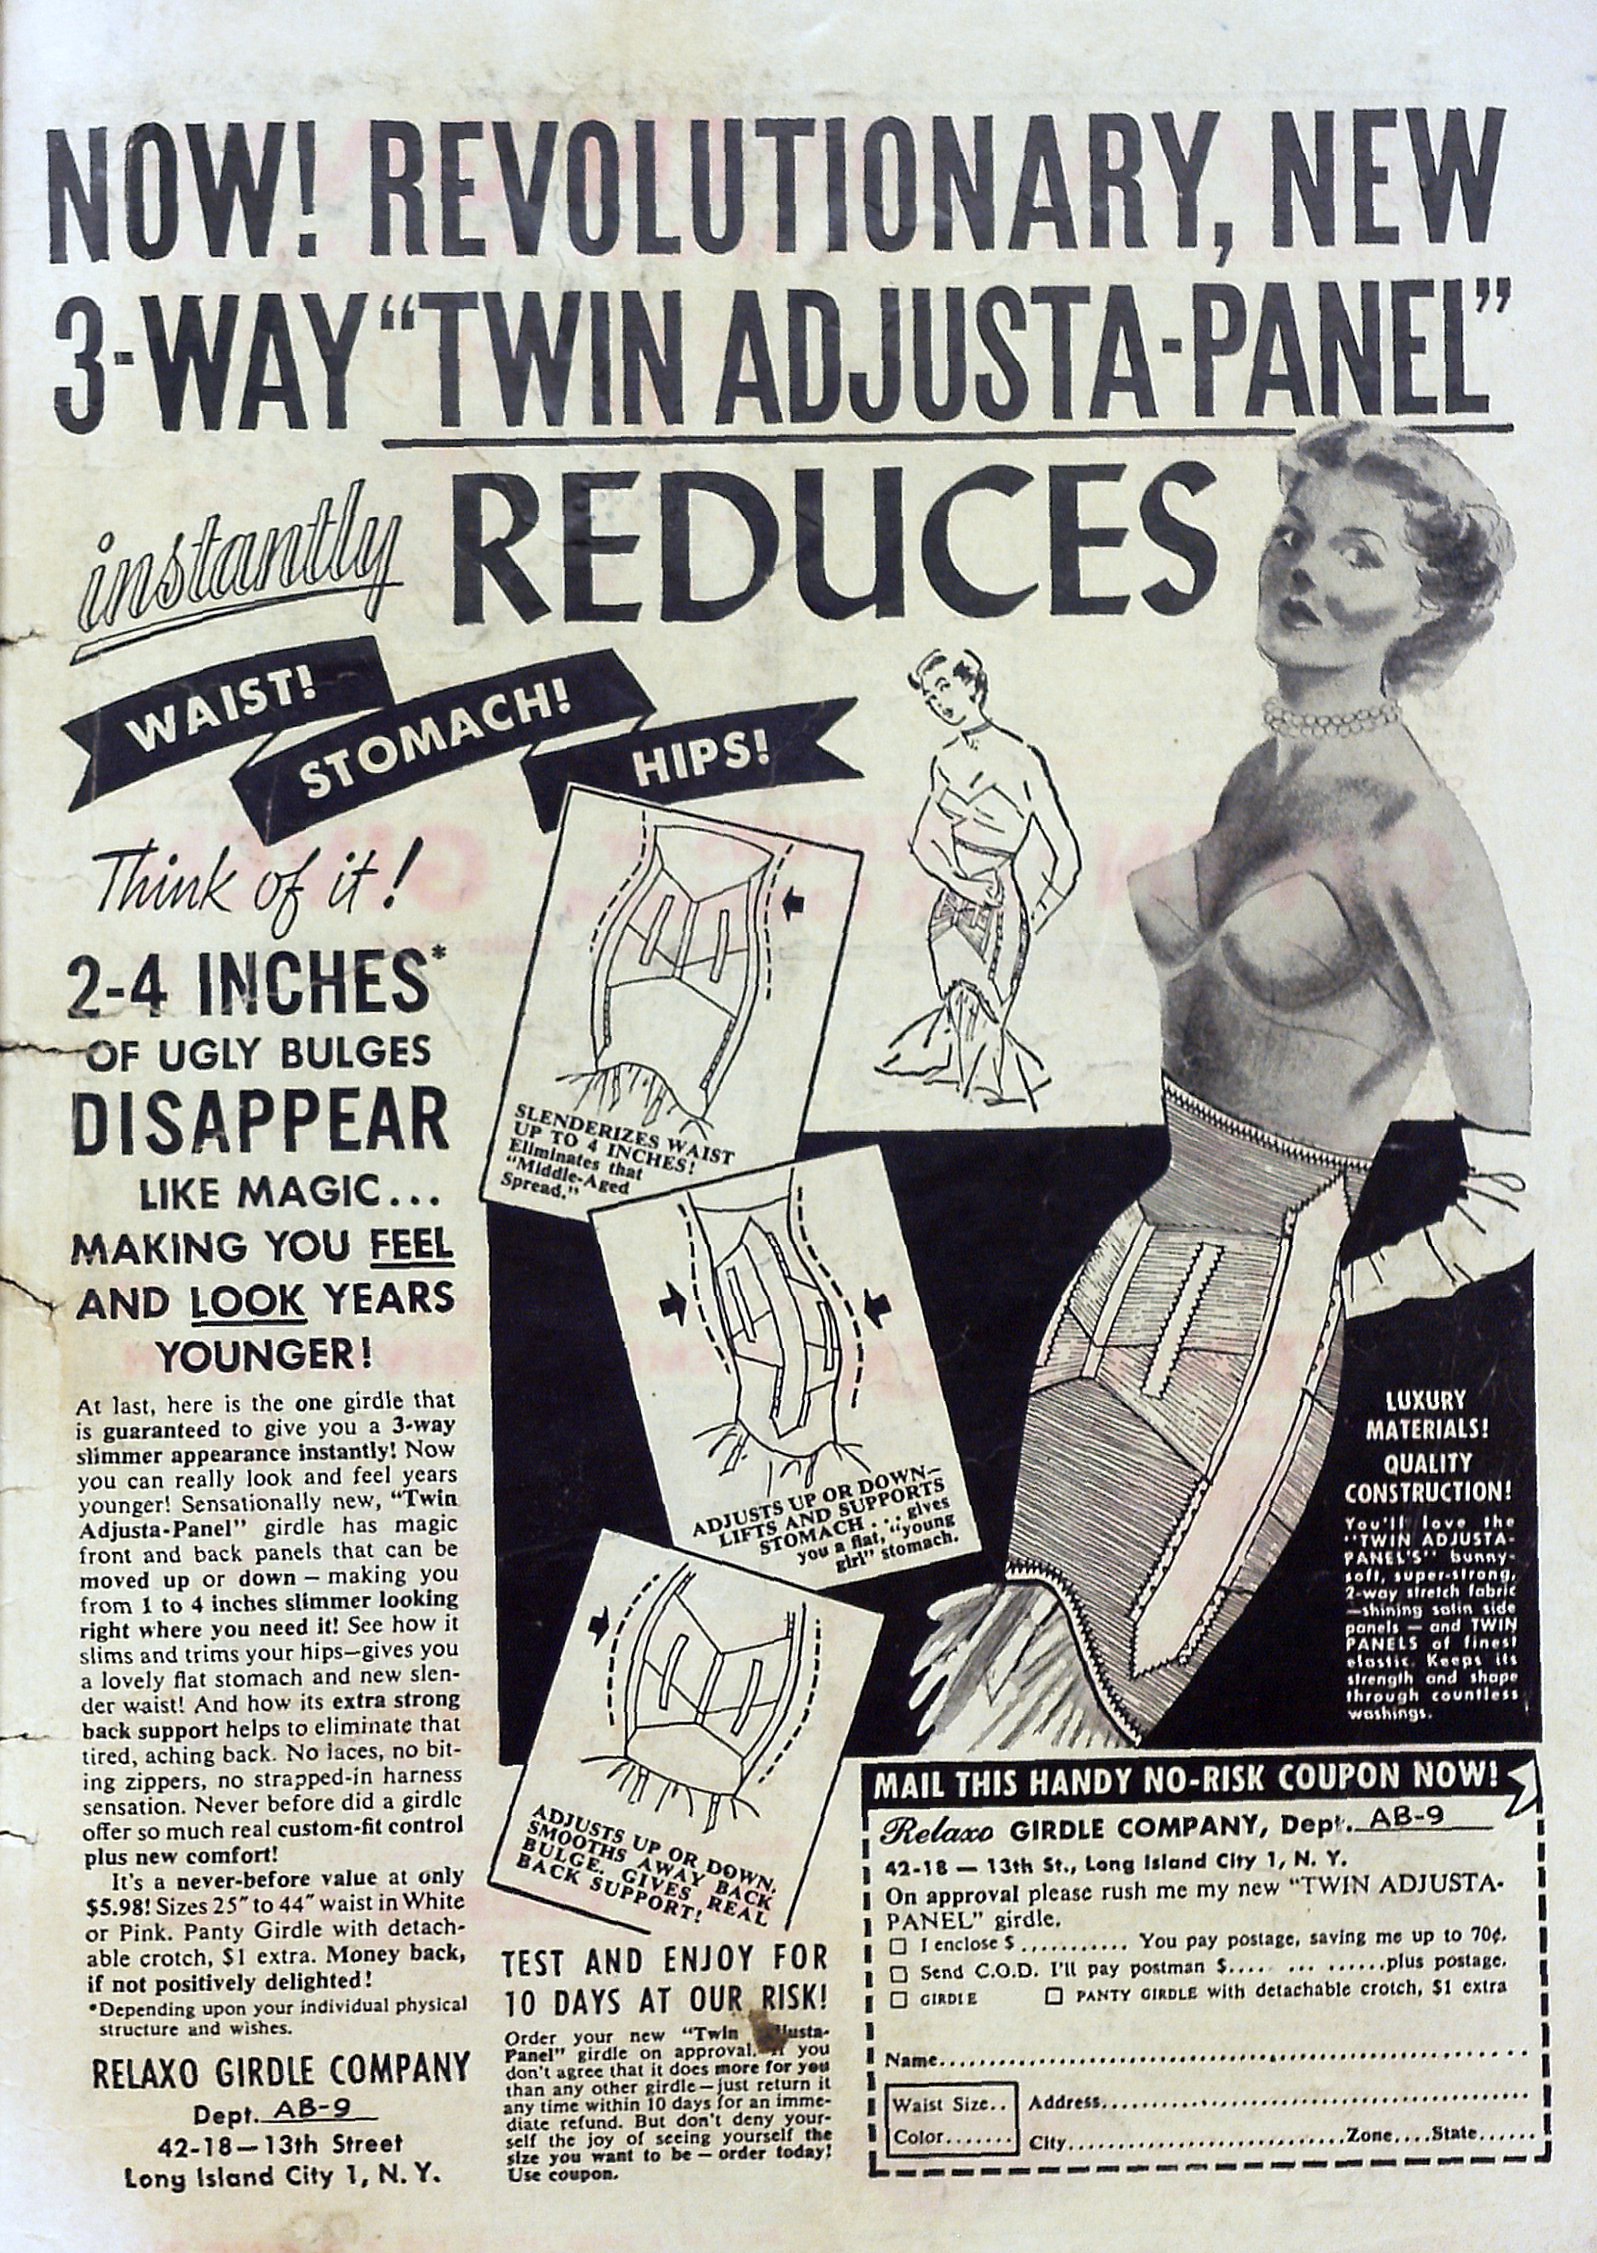 NOW! REVOLUTIONARY, NEW
3-WAY "TWIN ADJUSTA-PANEL"
instantly REDUCES
WAIST!
STOMACH!
HIPS!
Think of it!
2-4 INCHES*
OF UGLY BULGES
DISAPPEAR
LIKE MAGIC...
MAKING YOU FEEL
AND LOOK YEARS
YOUNGER!
At last, here is the one girdle that
is guaranteed to give you a 3-way
slimmer appearance instantly! Now
you can really look and feel years
younger! Sensationally new, "Twin
Adjusta-Panel" girdle has magic
front and back panels that can be
moved up or down — making you
from 1 to 4 inches slimmer looking
right where you need it! See how it
slims and trims your hips—gives you
a lovely flat stomach and new slen-
der waist! And how its extra strong
back support helps to eliminate that
tired, aching back. No laces, no bit-
ing zippers, no strapped-in harness
sensation. Never before did a girdle
offer so much real custom-fit control
plus new comfort!
It's a never-before value at only
$5.98! Sizes 25″ to 44″ waist in White
or Pink. Panty Girdle with detach-
able crotch, $1 extra. Money back,
if not positively delighted!
*Depending upon your individual physical
structure and wishes.
RELAXO GIRDLE COMPANY
Dept. AB-9
42-18—13th Street
Long Island City 1, N. Y.
SLENDERIZES WAIST
UP TO 4 INCHES!
Eliminates that
"Middle-Aged
Spread."
ADJUSTS UP OR DOWN—
LIFTS AND SUPPORTS
STOMACH . . . gives
you a flat, "young
girl" stomach.
ADJUSTS UP OR DOWN.
SMOOTHS AWAY BACK
BULGE. GIVES REAL
BACK SUPPORT!
TEST AND ENJOY FOR
10 DAYS AT OUR RISK!
Order your new "Twin Adjusta-
Panel" girdle on approval. If you
don't agree that it does more for you
than any other girdle—just return it
any time within 10 days for an imme-
diate refund. But don't deny your-
self the joy of seeing yourself the
size you want to be — order today!
Use coupon.
LUXURY
MATERIALS!
QUALITY
CONSTRUCTION!
You'll love the
"TWIN ADJUSTA-
PANEL'S" bunny-
soft, super-strong,
2-way stretch fabric
—shining satin side
panels — and TWIN
PANELS of finest
elastic. Keeps its
strength and shape
through countless
washings.
MAIL THIS HANDY NO-RISK COUPON NOW!
Relaxo GIRDLE COMPANY, Dept. AB-9
42-18 — 13th St., Long Island City 1, N. Y.
On approval please rush me my new "TWIN ADJUSTA-
PANEL" girdle.
☐ I enclose $ ........... You pay postage, saving me up to 70¢.
☐ Send C.O.D. I'll pay postman $..... ... ......plus postage.
☐ GIRDLE ☐ PANTY GIRDLE with detachable crotch, $1 extra
Name............................................................
Waist Size.. Address............................................
Color....... City............................Zone....State......